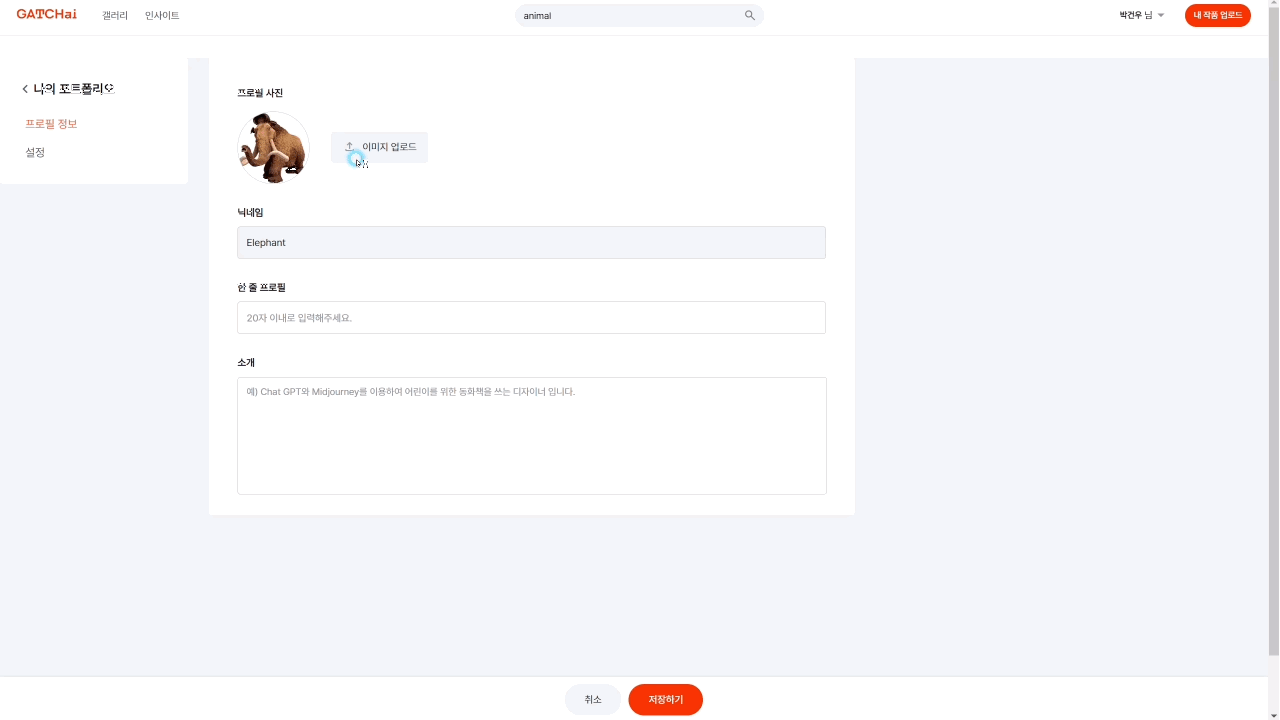 GATCHai
갤러리
인사이트
animal
박건우 님
내 작품 업로드
나의 포트폴리오
프로필 정보
설정
프로필 사진
이미지 업로드
닉네임
Elephant
한 줄 프로필
20자 이내로 입력해주세요.
소개
예) Chat GPT와 Midjourney를 이용하여 어린이를 위한 동화책을 쓰는 디자이너 입니다.
취소
저장하기